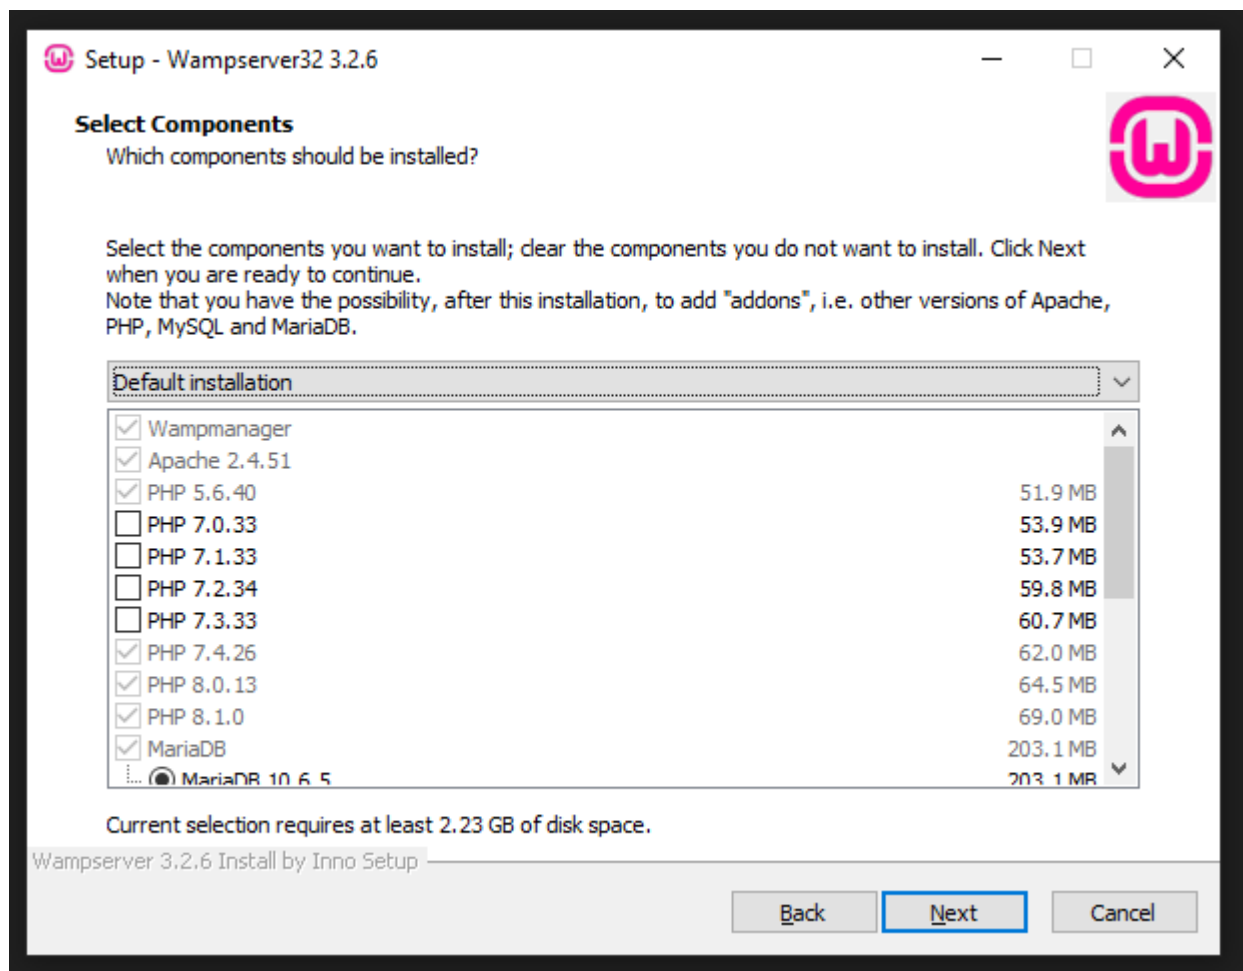 Setup - Wampserver32 3.2.6
Select Components
Which components should be installed?
Select the components you want to install; clear the components you do not want to install. Click Next
when you are ready to continue.
Note that you have the possibility, after this installation, to add "addons", i.e. other versions of Apache,
PHP, MySQL and MariaDB.
Default installation
Wampmanager
Apache 2.4.51
PHP 5.6.40 51.9 MB
PHP 7.0.33 53.9 MB
PHP 7.1.33 53.7 MB
PHP 7.2.34 59.8 MB
PHP 7.3.33 60.7 MB
PHP 7.4.26 62.0 MB
PHP 8.0.13 64.5 MB
PHP 8.1.0 69.0 MB
MariaDB 203.1 MB
MariaDB 10.6.5 203.1 MB
Current selection requires at least 2.23 GB of disk space.
Wampserver 3.2.6 Install by Inno Setup
Back Next Cancel